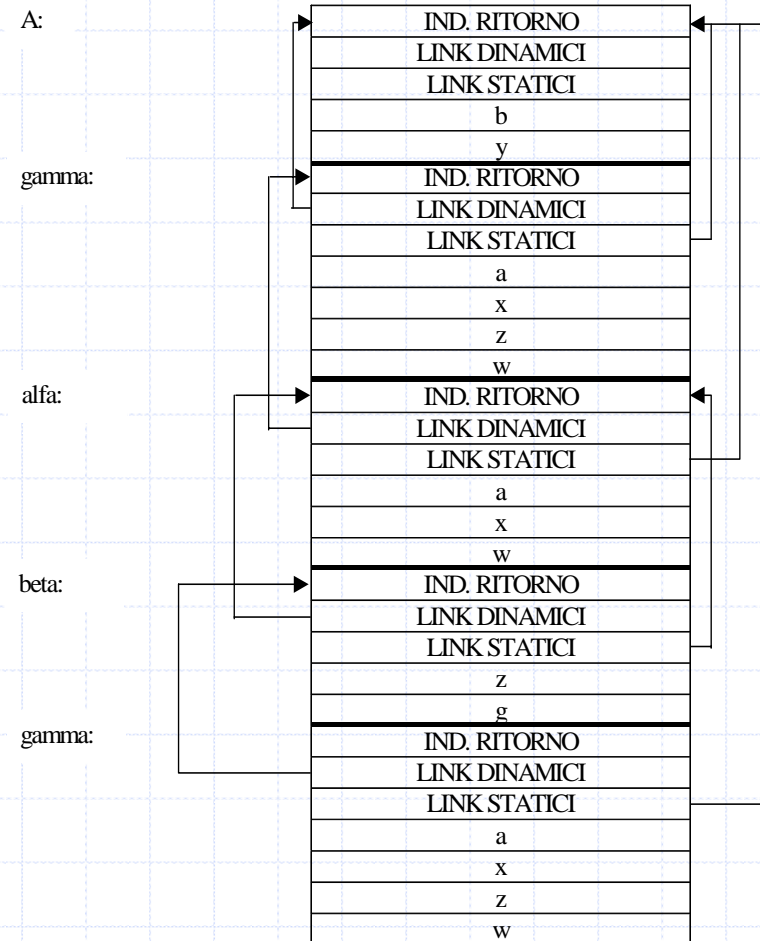 A:
IND. RITORNO
LINK DINAMICI
LINK STATICI
b
y
gamma:
IND. RITORNO
LINK DINAMICI
LINK STATICI
a
x
z
w
alfa:
IND. RITORNO
LINK DINAMICI
LINK STATICI
a
x
w
beta:
IND. RITORNO
LINK DINAMICI
LINK STATICI
z
g
gamma:
IND. RITORNO
LINK DINAMICI
LINK STATICI
a
x
z
w